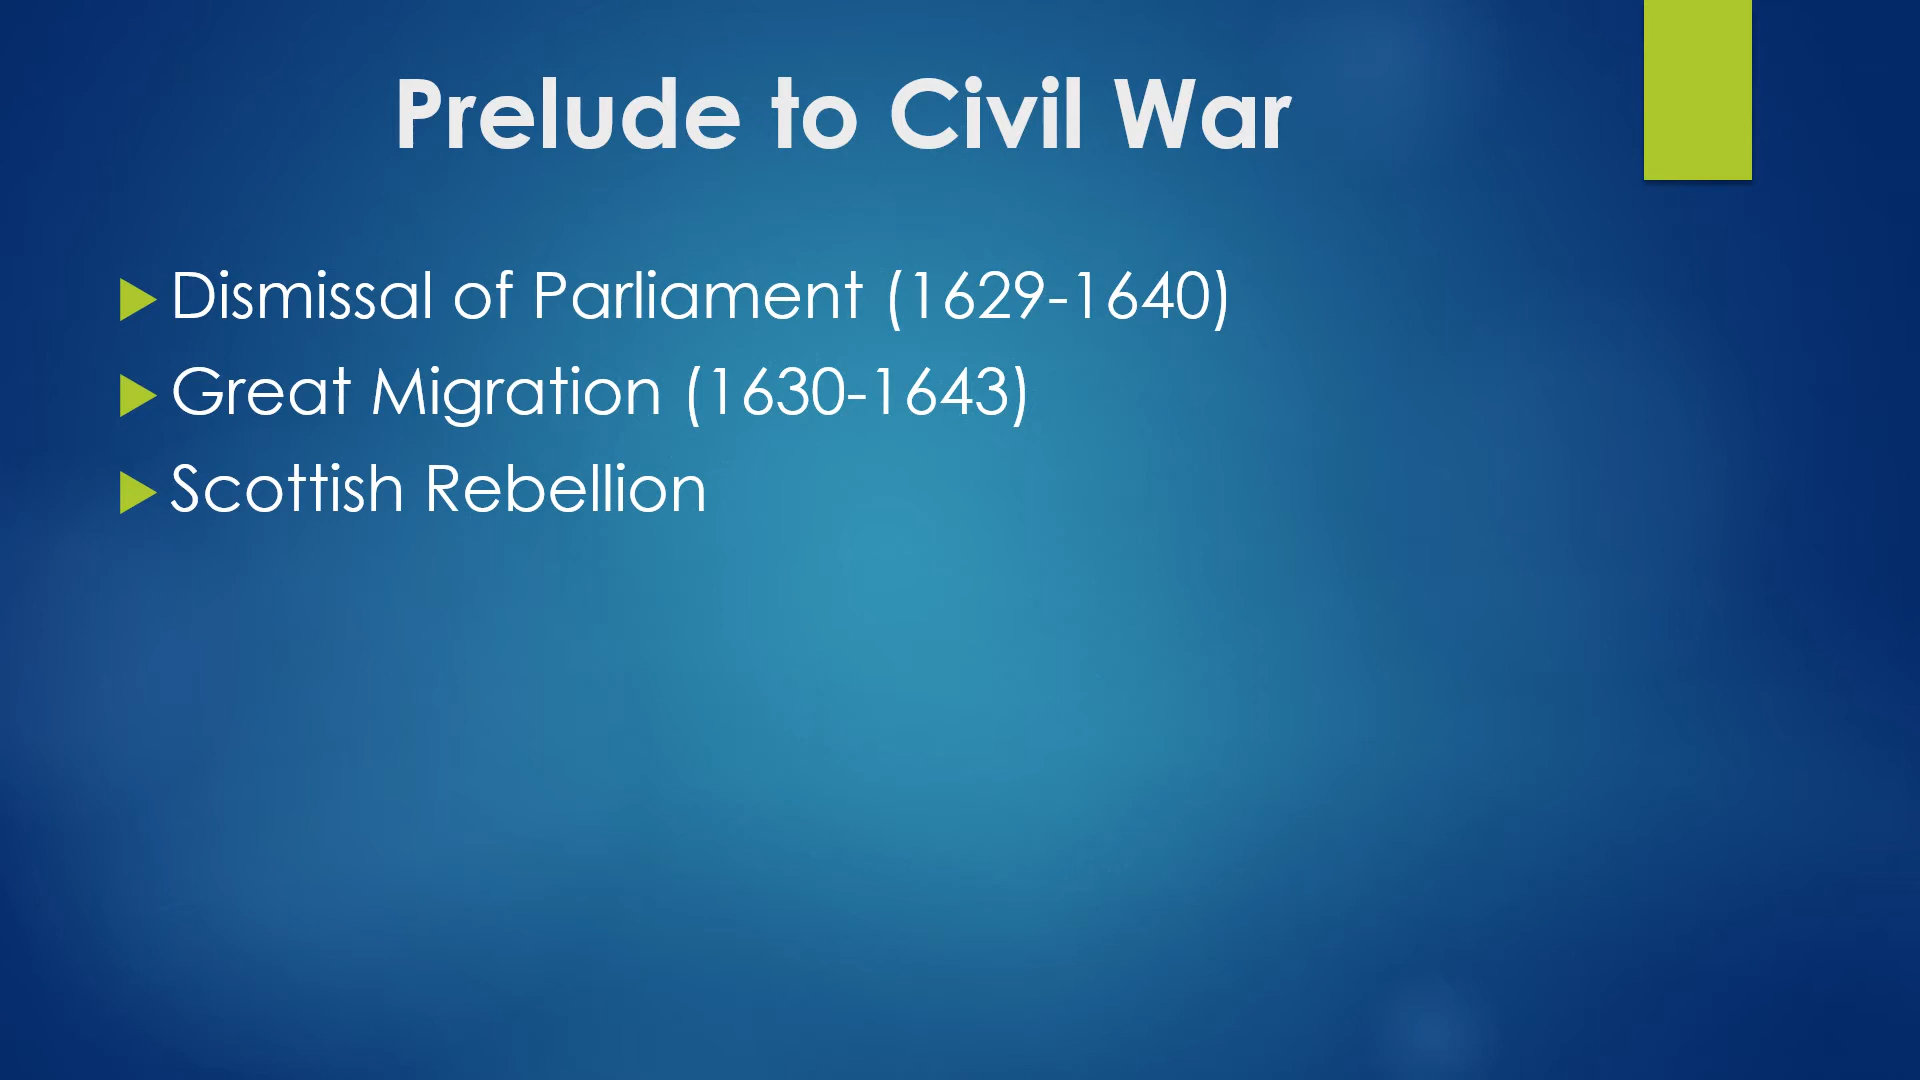 Prelude to Civil War
Dismissal of Parliament (1629-1640)
Great Migration (1630-1643)
Scottish Rebellion